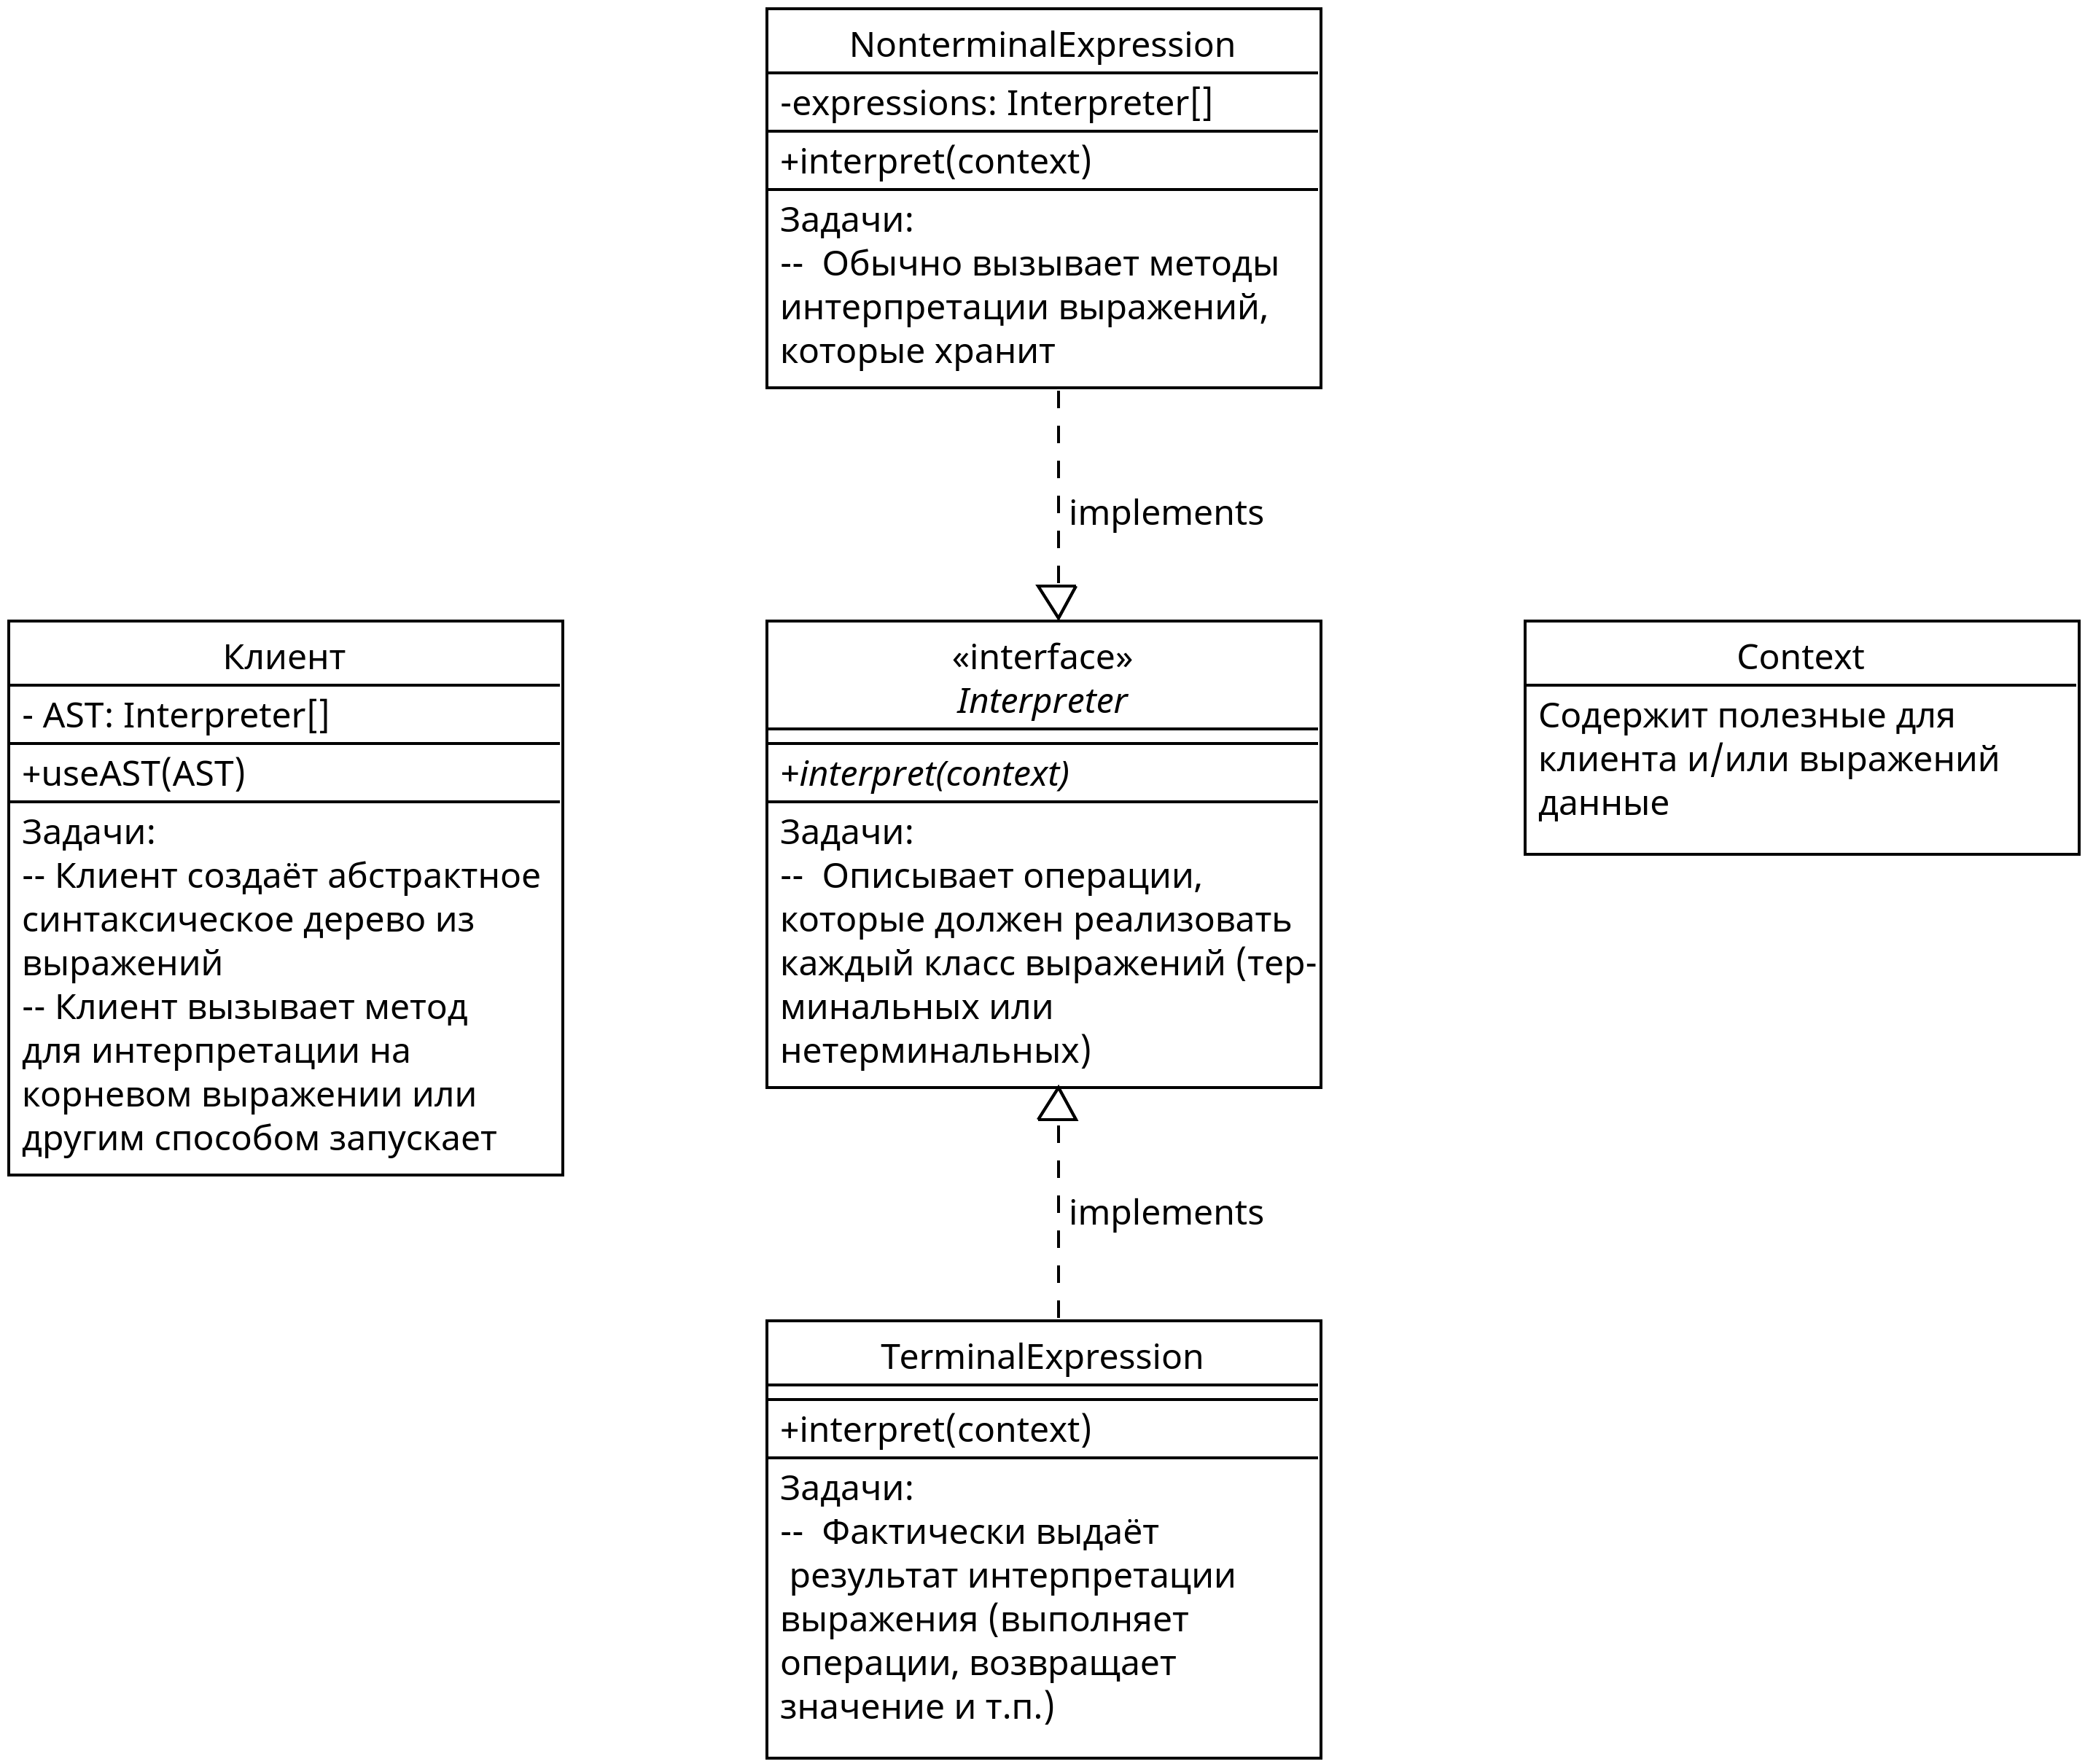 NonterminalExpression
-expressions: Interpreter[]
+interpret(context)
Задачи:
--  Обычно вызывает методы
интерпретации выражений,
которые хранит
implements
Клиент
- AST: Interpreter[]
+useAST(AST)
Задачи:
-- Клиент создаёт абстрактное
синтаксическое дерево из
выражений
-- Клиент вызывает метод
для интерпретации на
корневом выражении или
другим способом запускает
«interface»
Interpreter
+interpret(context)
Задачи:
--  Описывает операции,
которые должен реализовать
каждый класс выражений (тер-
минальных или
нетерминальных)
Context
Содержит полезные для
клиента и/или выражений
данные
implements
TerminalExpression
+interpret(context)
Задачи:
--  Фактически выдаёт
результат интерпретации
выражения (выполняет
операции, возвращает
значение и т.п.)